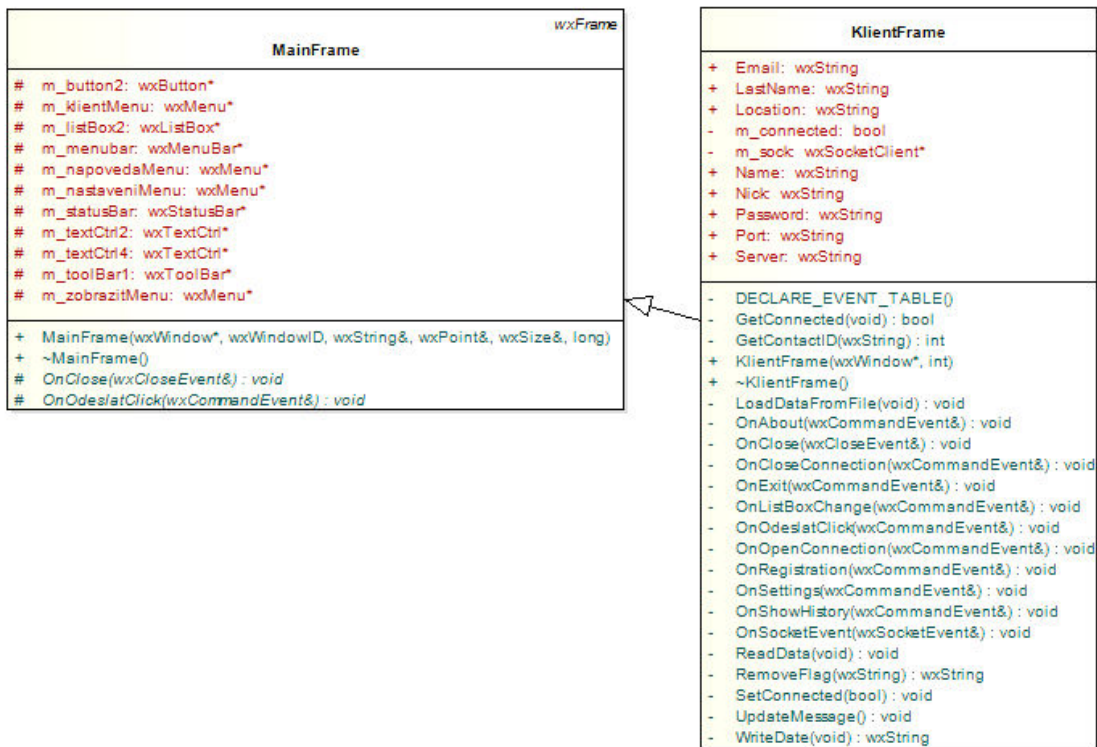 wxFrame
MainFrame
# m_button2: wxButton*
# m_klientMenu: wxMenu*
# m_listBox2: wxListBox*
# m_menubar: wxMenuBar*
# m_napovedaMenu: wxMenu*
# m_nastaveniMenu: wxMenu*
# m_statusBar: wxStatusBar*
# m_textCtrl2: wxTextCtrl*
# m_textCtrl4: wxTextCtrl*
# m_toolBar1: wxToolBar*
# m_zobrazitMenu: wxMenu*
+ MainFrame(wxWindow*, wxWindowID, wxString&, wxPoint&, wxSize&, long)
+ ~MainFrame()
# OnClose(wxCloseEvent&) : void
# OnOdeslatClick(wxCommandEvent&) : void
KlientFrame
+ Email: wxString
+ LastName: wxString
+ Location: wxString
- m_connected: bool
- m_sock: wxSocketClient*
+ Name: wxString
+ Nick: wxString
+ Password: wxString
+ Port: wxString
+ Server: wxString
- DECLARE_EVENT_TABLE()
- GetConnected(void) : bool
- GetContactID(wxString) : int
+ KlientFrame(wxWindow*, int)
+ ~KlientFrame()
- LoadDataFromFile(void) : void
- OnAbout(wxCommandEvent&) : void
- OnClose(wxCloseEvent&) : void
- OnCloseConnection(wxCommandEvent&) : void
- OnExit(wxCommandEvent&) : void
- OnListBoxChange(wxCommandEvent&) : void
- OnOdeslatClick(wxCommandEvent&) : void
- OnOpenConnection(wxCommandEvent&) : void
- OnRegistration(wxCommandEvent&) : void
- OnSettings(wxCommandEvent&) : void
- OnShowHistory(wxCommandEvent&) : void
- OnSocketEvent(wxSocketEvent&) : void
- ReadData(void) : void
- RemoveFlag(wxString) : wxString
- SetConnected(bool) : void
- UpdateMessage() : void
- WriteDate(void) : wxString